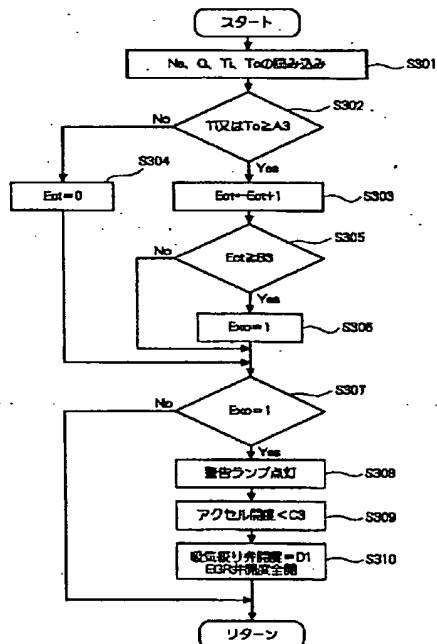 スタート
Ne、Q、Ti、Toの読み込み
S301
S302
Ti又はTo≧A3
No
Yes
S304
Ect=0
Ect←Ect+1
S303
S305
Ect≧B3
No
Yes
Exo=1
S306
S307
Exo=1
No
Yes
警告ランプ点灯
S308
アクセル開度<C3
S309
吸気絞り弁開度=D1
EGR弁開度全開
S310
リターン